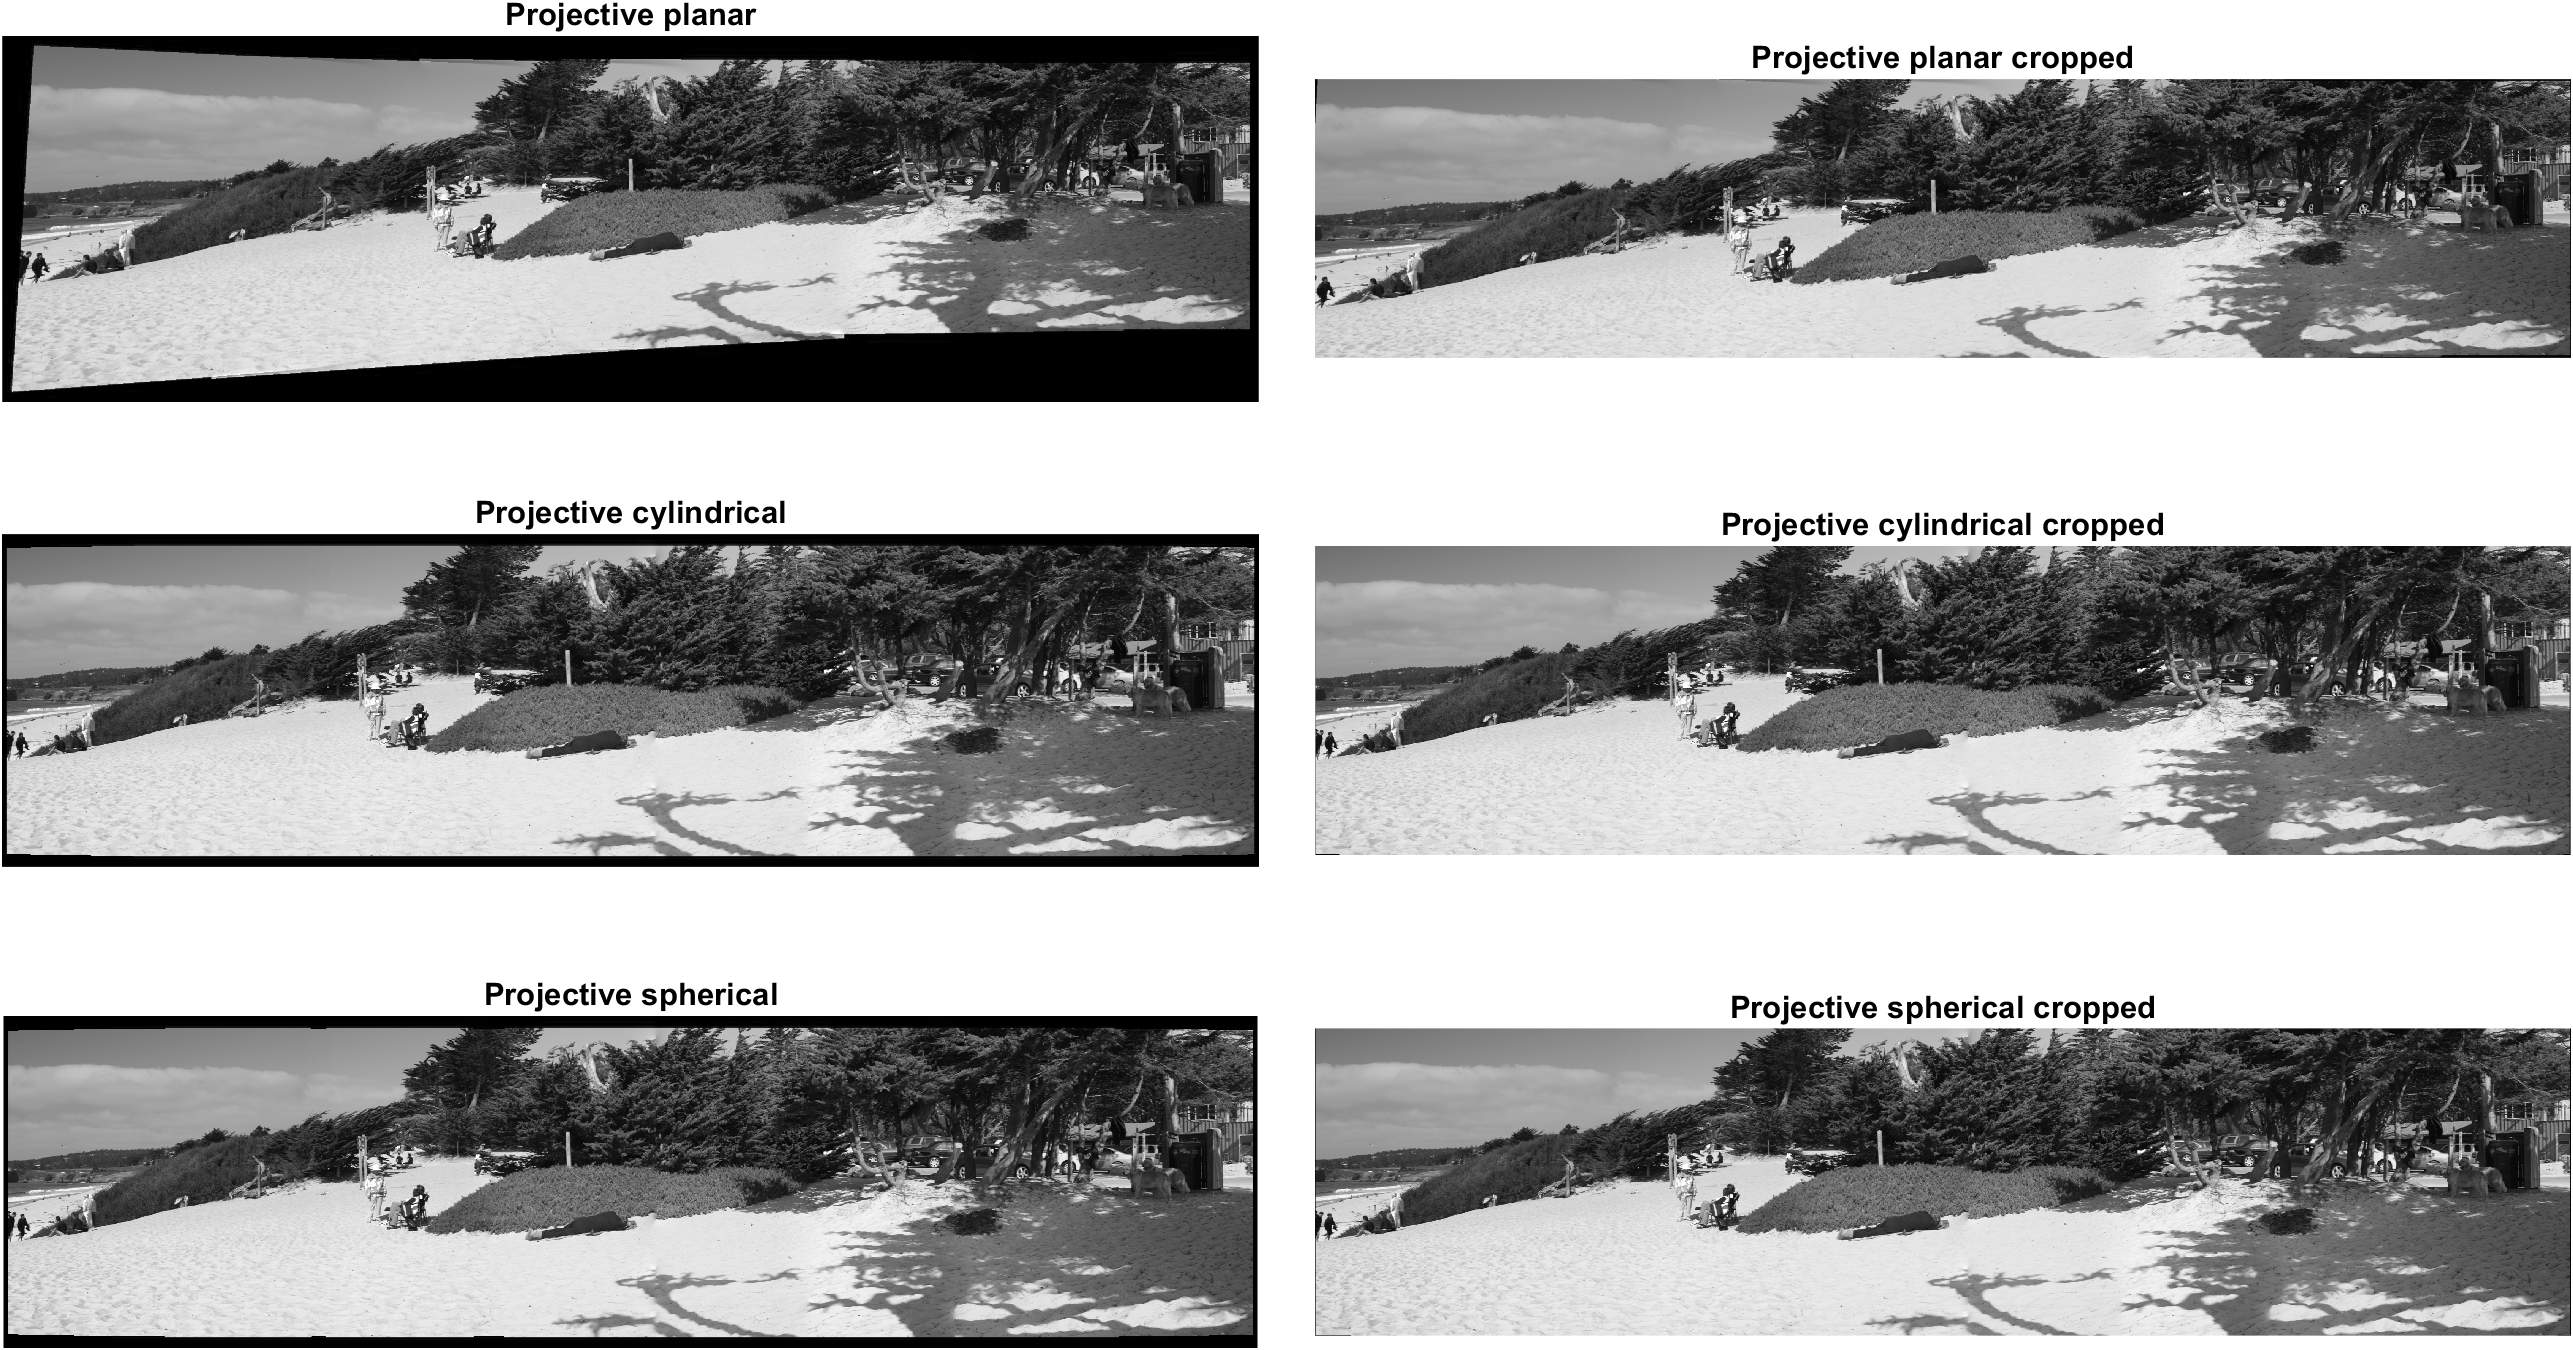 Projective planar
Projective planar cropped
Projective cylindrical
Projective cylindrical cropped
Projective spherical
Projective spherical cropped